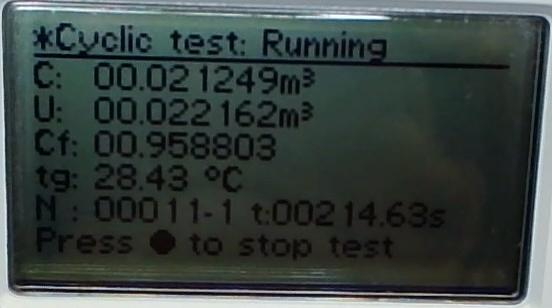 *Cyclic test: Running
C: 00.021249m³
U: 00.022162m³
Cf: 00.958803
tg: 28.43 °C
N : 00011-1 t:00214.63s
Press ● to stop test